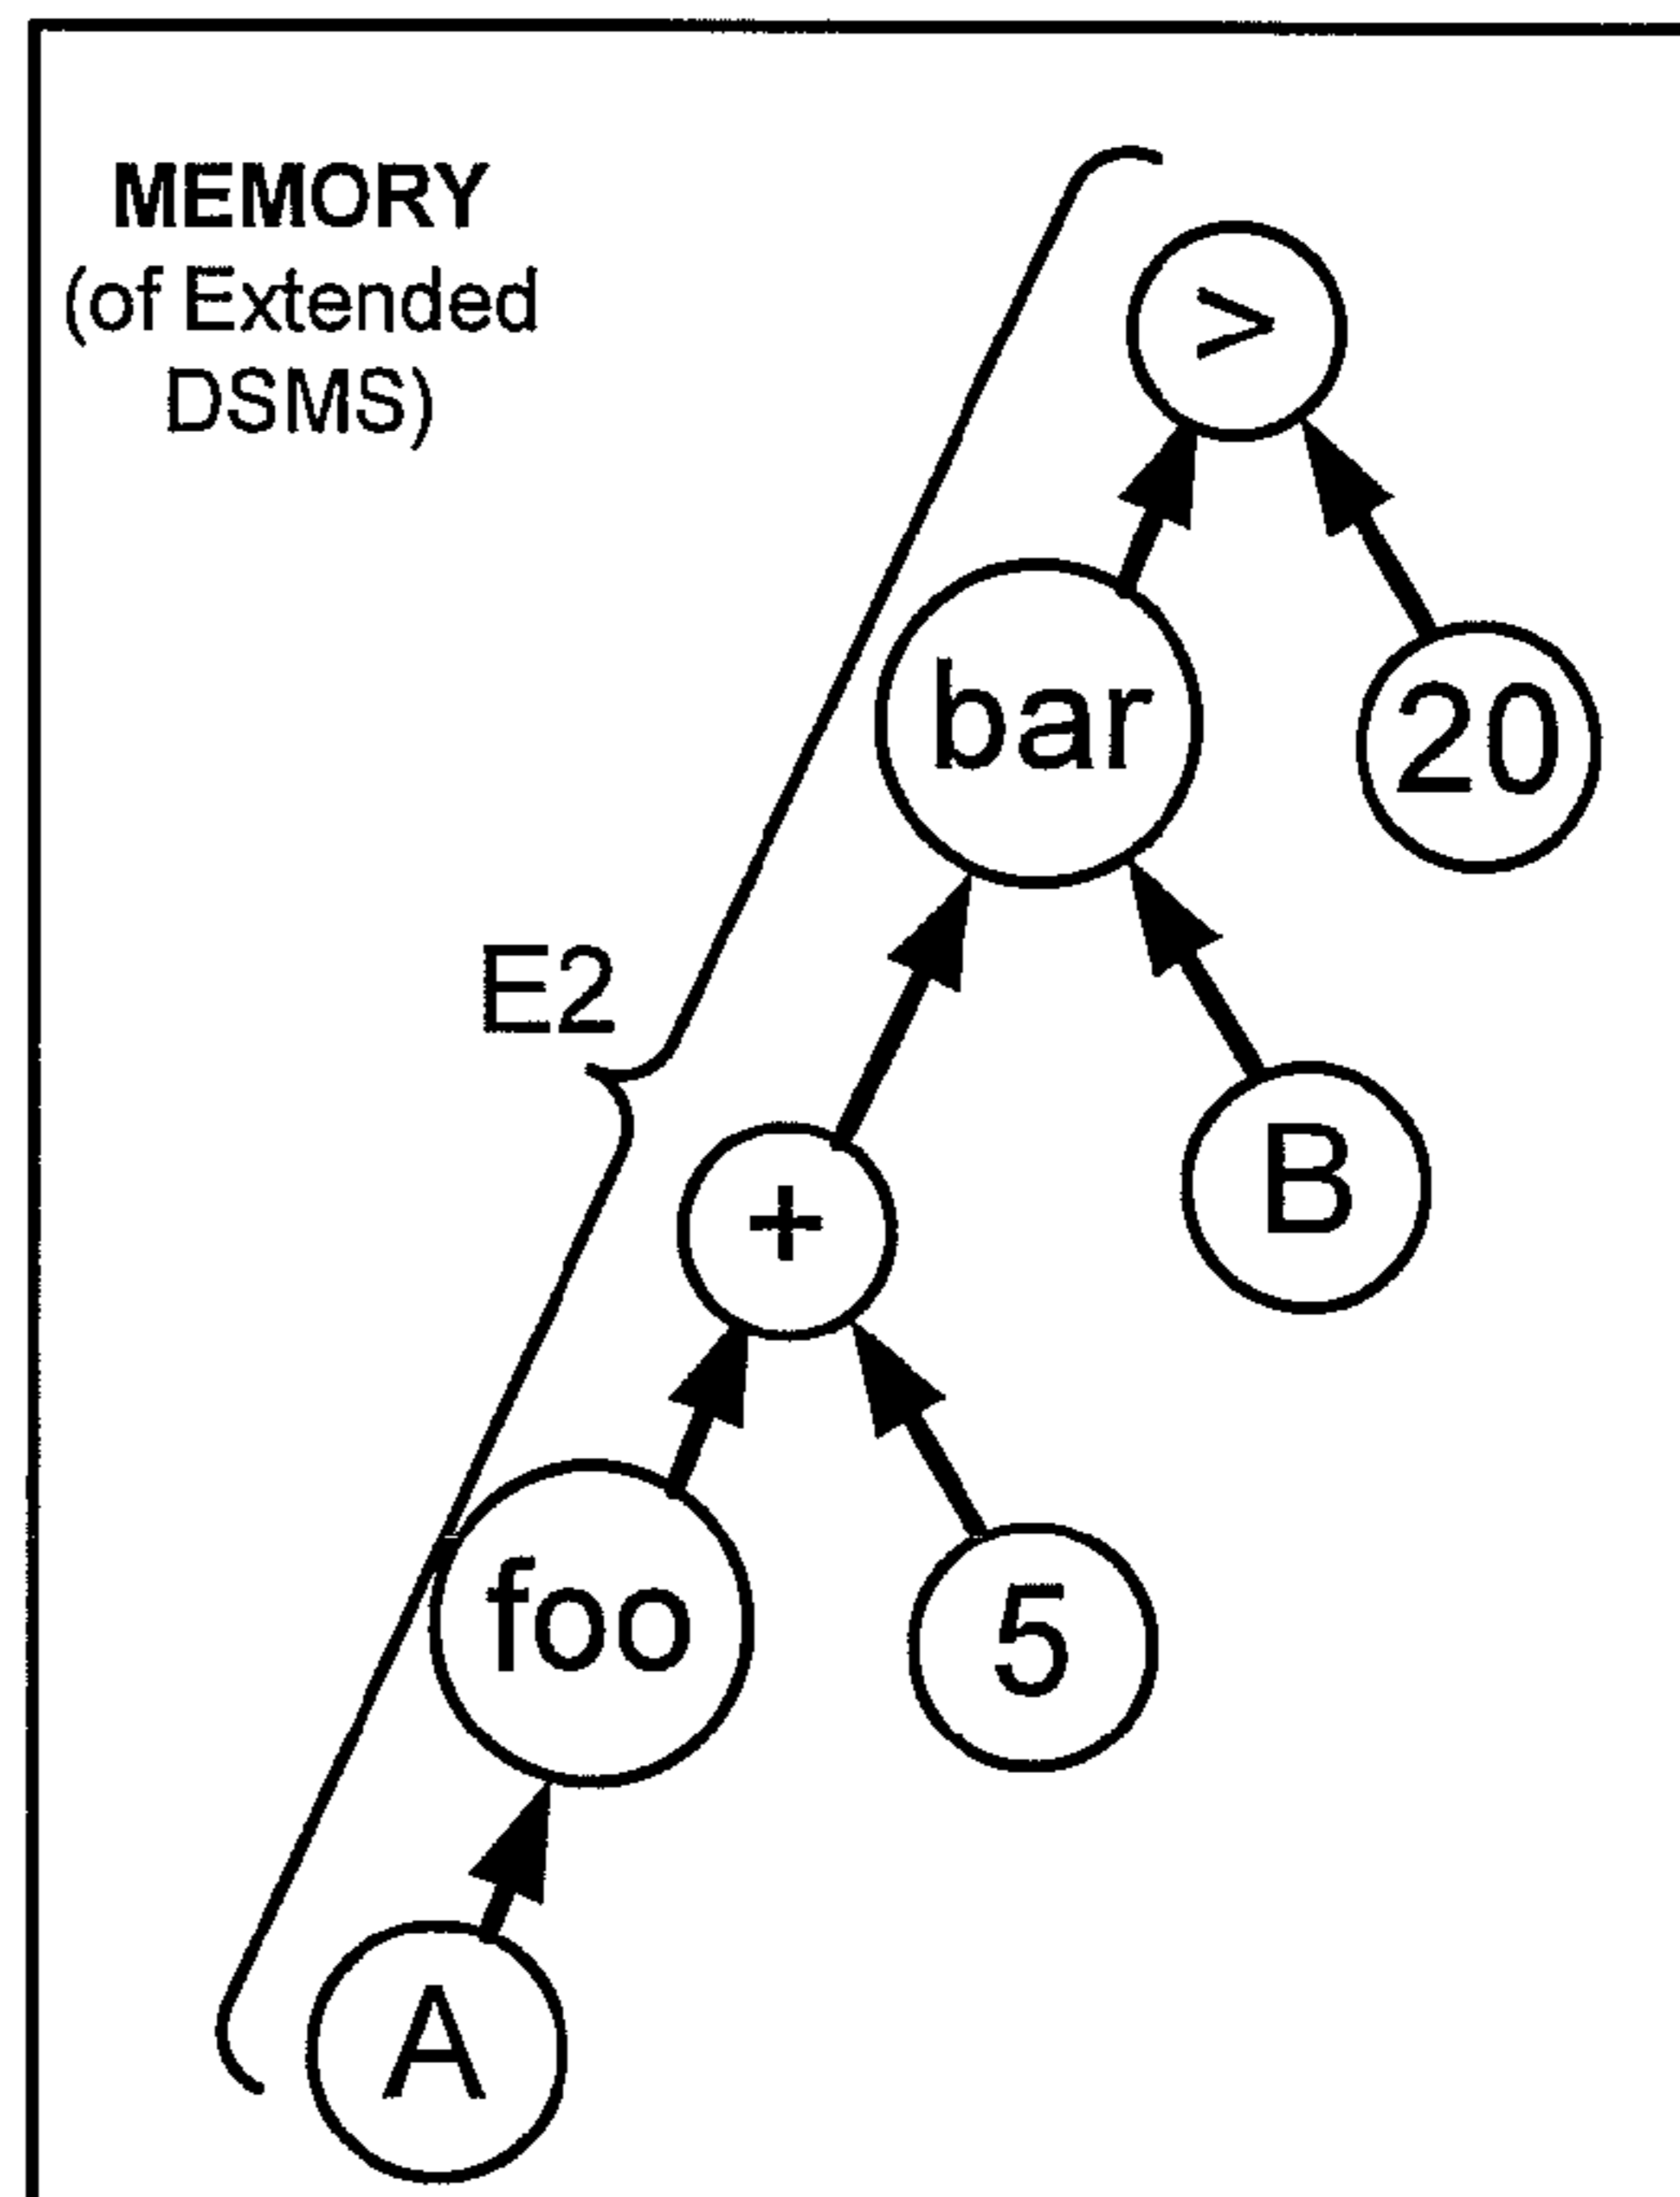 MEMORY
(of Extended
DSMS)
>
bar
20
E2
B
+
foo
5
A